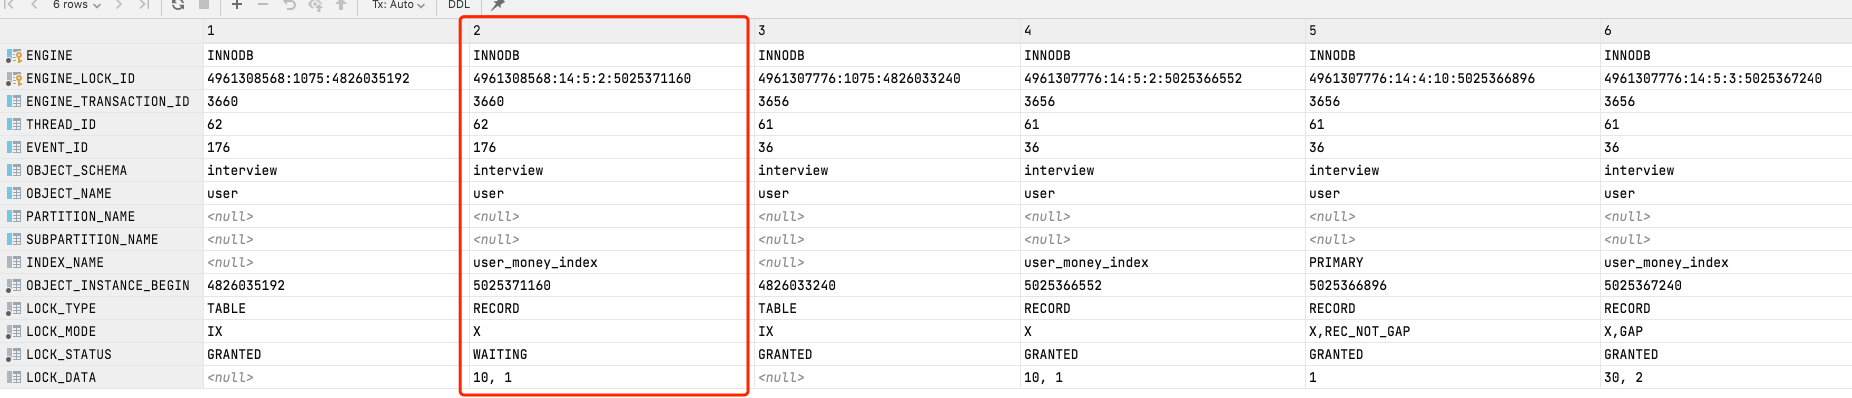 6 rows Tx: Auto DDL
1 2 3 4 5 6
ENGINE INNODB INNODB INNODB INNODB INNODB INNODB
ENGINE_LOCK_ID 4961308568:1075:4826035192 4961308568:14:5:2:5025371160 4961307776:1075:4826033240 4961307776:14:5:2:5025366552 4961307776:14:4:10:5025366896 4961307776:14:5:3:5025367240
ENGINE_TRANSACTION_ID 3660 3660 3656 3656 3656 3656
THREAD_ID 62 62 61 61 61 61
EVENT_ID 176 176 36 36 36 36
OBJECT_SCHEMA interview interview interview interview interview interview
OBJECT_NAME user user user user user user
PARTITION_NAME <null> <null> <null> <null> <null> <null>
SUBPARTITION_NAME <null> <null> <null> <null> <null> <null>
INDEX_NAME <null> user_money_index <null> user_money_index PRIMARY user_money_index
OBJECT_INSTANCE_BEGIN 4826035192 5025371160 4826033240 5025366552 5025366896 5025367240
LOCK_TYPE TABLE RECORD TABLE RECORD RECORD RECORD
LOCK_MODE IX X IX X X,REC_NOT_GAP X,GAP
LOCK_STATUS GRANTED WAITING GRANTED GRANTED GRANTED GRANTED
LOCK_DATA <null> 10, 1 <null> 10, 1 1 30, 2